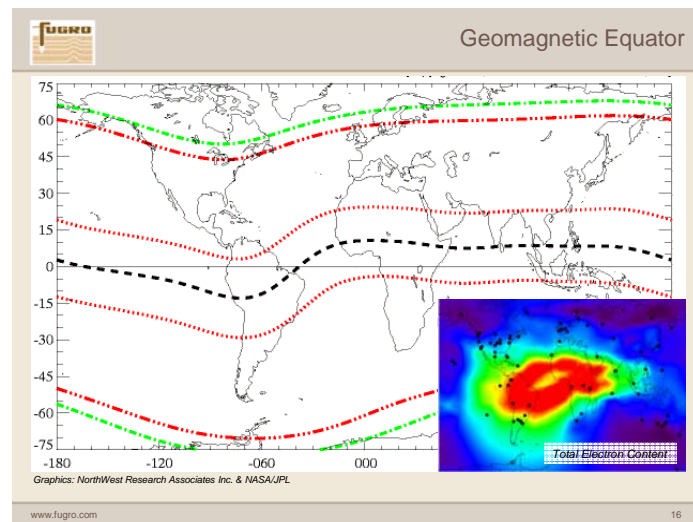 FUGRO
Geomagnetic Equator
75
60
45
30
15
0
-15
-30
-45
-60
-75
-180 -120 -060 000
Total Electron Content
Graphics: NorthWest Research Associates Inc. & NASA/JPL
www.fugro.com 16